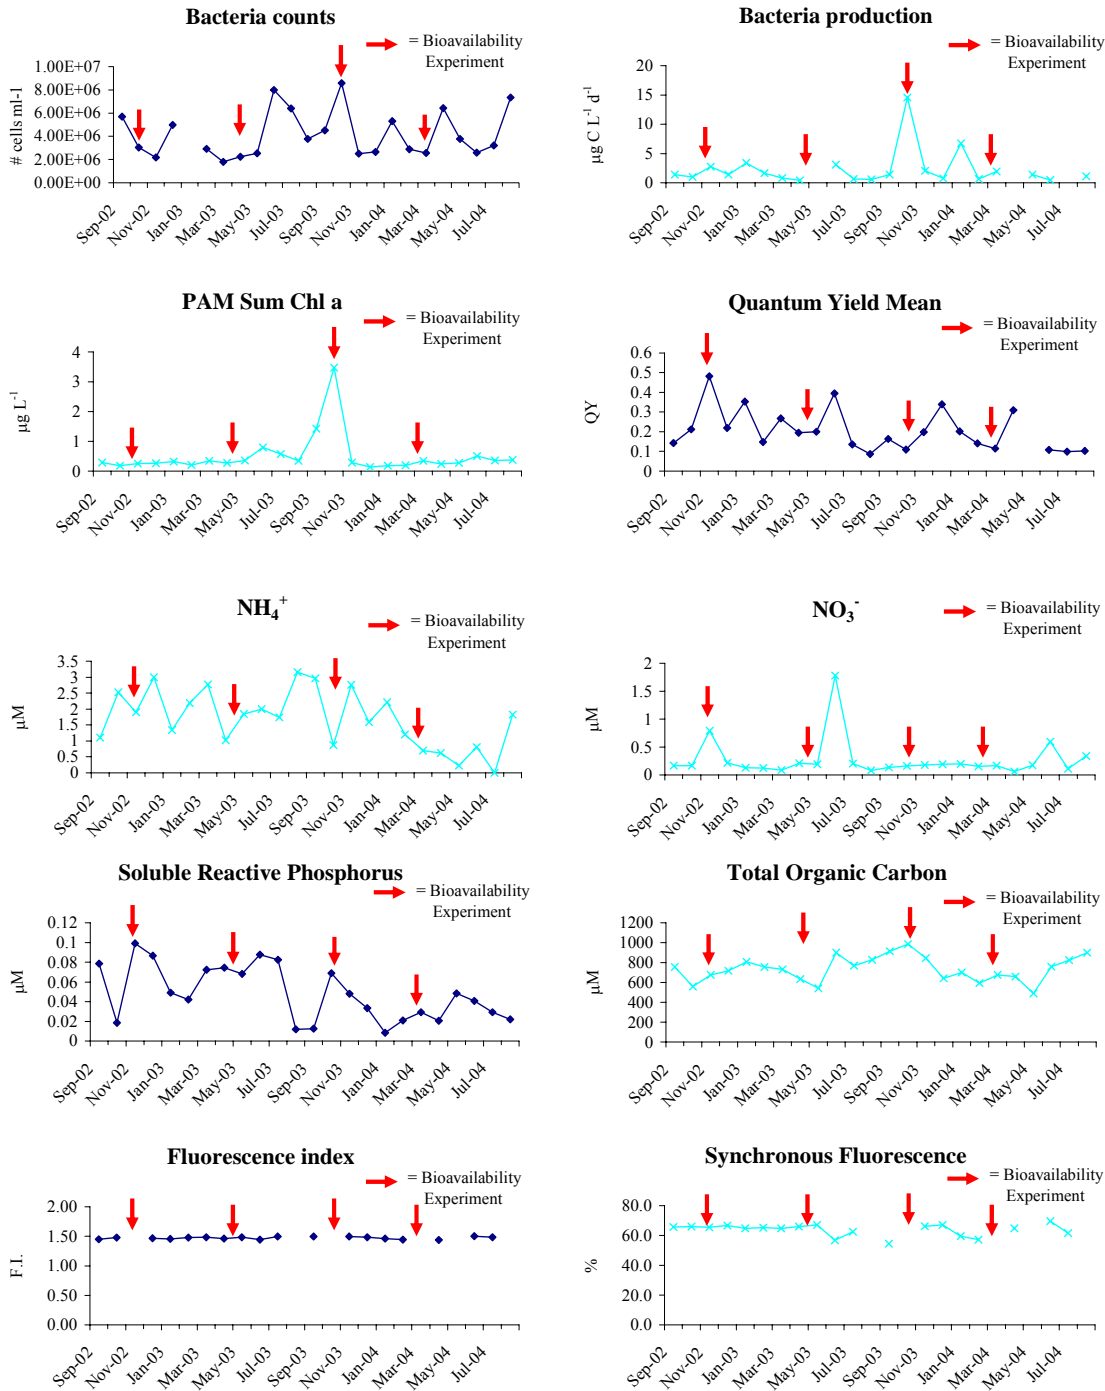 Bacteria counts
= Bioavailability
Experiment
# cells ml-1
1.00E+07
8.00E+06
6.00E+06
4.00E+06
2.00E+06
0.00E+00
Sep-02
Nov-02
Jan-03
Mar-03
May-03
Jul-03
Sep-03
Nov-03
Jan-04
Mar-04
May-04
Jul-04
Bacteria production
= Bioavailability
Experiment
µg C L-1 d-1
20
15
10
5
0
Sep-02
Nov-02
Jan-03
Mar-03
May-03
Jul-03
Sep-03
Nov-03
Jan-04
Mar-04
May-04
Jul-04
PAM Sum Chl a
= Bioavailability
Experiment
µg L-1
4
3
2
1
0
Sep-02
Nov-02
Jan-03
Mar-03
May-03
Jul-03
Sep-03
Nov-03
Jan-04
Mar-04
May-04
Jul-04
Quantum Yield Mean
= Bioavailability
Experiment
QY
0.6
0.5
0.4
0.3
0.2
0.1
0
Sep-02
Nov-02
Jan-03
Mar-03
May-03
Jul-03
Sep-03
Nov-03
Jan-04
Mar-04
May-04
Jul-04
NH4+
= Bioavailability
Experiment
µM
3.5
3
2.5
2
1.5
1
0.5
0
Sep-02
Nov-02
Jan-03
Mar-03
May-03
Jul-03
Sep-03
Nov-03
Jan-04
Mar-04
May-04
Jul-04
NO3-
= Bioavailability
Experiment
µM
2
1.5
1
0.5
0
Sep-02
Nov-02
Jan-03
Mar-03
May-03
Jul-03
Sep-03
Nov-03
Jan-04
Mar-04
May-04
Jul-04
Soluble Reactive Phosphorus
= Bioavailability
Experiment
µM
0.12
0.1
0.08
0.06
0.04
0.02
0
Sep-02
Nov-02
Jan-03
Mar-03
May-03
Jul-03
Sep-03
Nov-03
Jan-04
Mar-04
May-04
Jul-04
Total Organic Carbon
= Bioavailability
Experiment
µM
1200
1000
800
600
400
200
0
Sep-02
Nov-02
Jan-03
Mar-03
May-03
Jul-03
Sep-03
Nov-03
Jan-04
Mar-04
May-04
Jul-04
Fluorescence index
= Bioavailability
Experiment
F.I.
2.00
1.50
1.00
0.50
0.00
Sep-02
Nov-02
Jan-03
Mar-03
May-03
Jul-03
Sep-03
Nov-03
Jan-04
Mar-04
May-04
Jul-04
Synchronous Fluorescence
= Bioavailability
Experiment
%
80.0
60.0
40.0
20.0
0.0
Sep-02
Nov-02
Jan-03
Mar-03
May-03
Jul-03
Sep-03
Nov-03
Jan-04
Mar-04
May-04
Jul-04